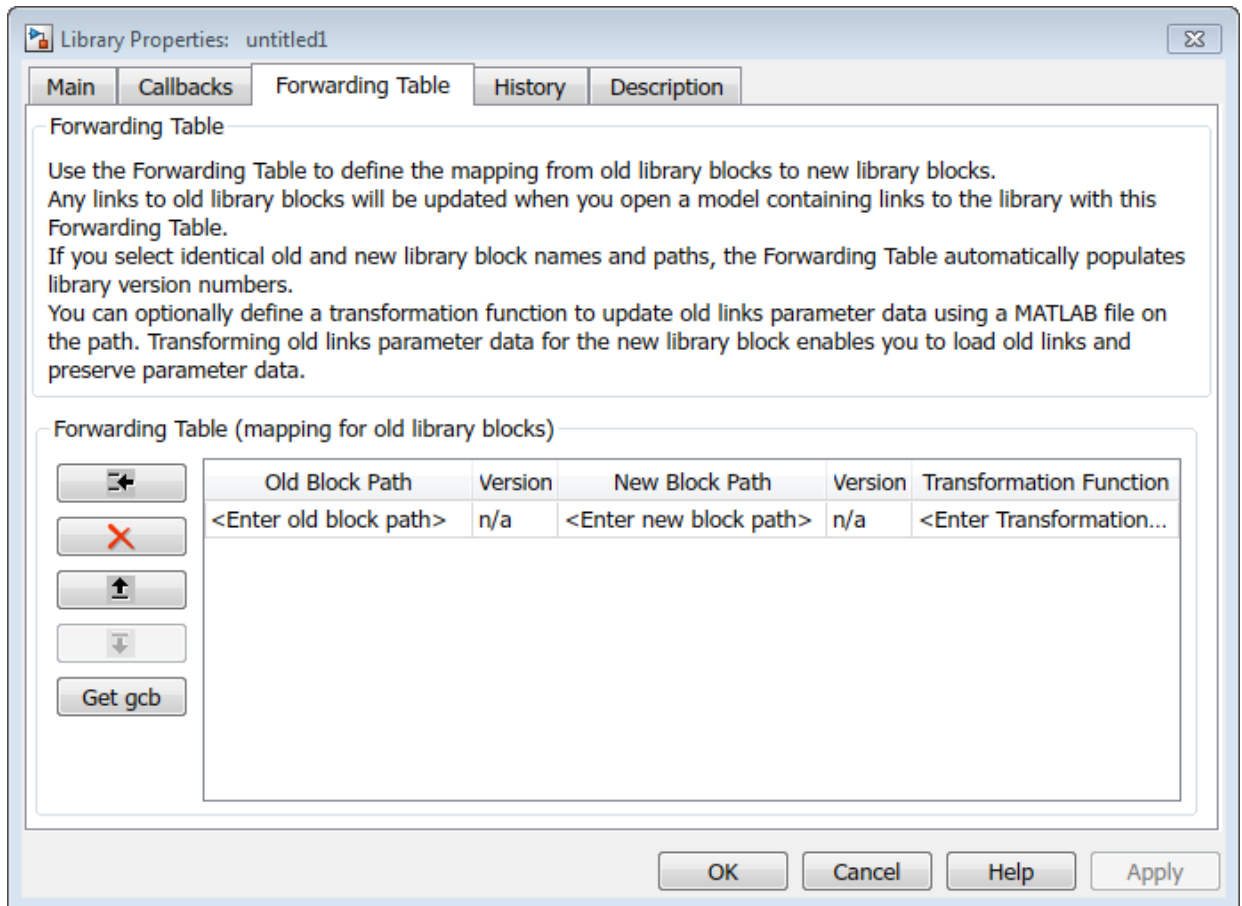 Library Properties: untitled1
Main Callbacks Forwarding Table History Description
Forwarding Table
Use the Forwarding Table to define the mapping from old library blocks to new library blocks.
Any links to old library blocks will be updated when you open a model containing links to the library with this
Forwarding Table.
If you select identical old and new library block names and paths, the Forwarding Table automatically populates
library version numbers.
You can optionally define a transformation function to update old links parameter data using a MATLAB file on
the path. Transforming old links parameter data for the new library block enables you to load old links and
preserve parameter data.
Forwarding Table (mapping for old library blocks)
Old Block Path Version New Block Path Version Transformation Function
<Enter old block path> n/a <Enter new block path> n/a <Enter Transformation...
Get gcb
OK Cancel Help Apply